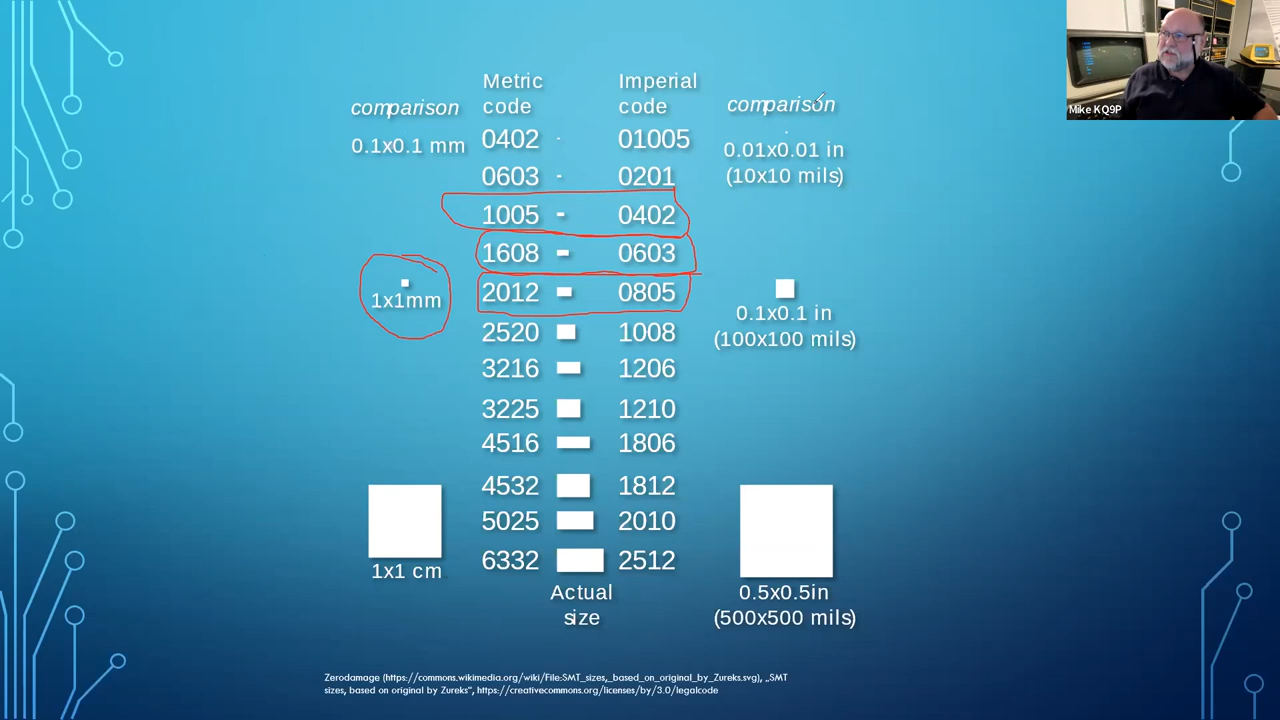 Mike KQ9P
Metric Imperial
code code
comparison comparison
0402 01005
0.1x0.1 mm 0.01x0.01 in
0603 0201 (10x10 mils)
1005 0402
1608 0603
2012 0805
1x1mm 0.1x0.1 in
2520 1008 (100x100 mils)
3216 1206
3225 1210
4516 1806
4532 1812
5025 2010
6332 2512
1x1 cm
Actual 0.5x0.5in
size (500x500 mils)
Zerodamage (https://commons.wikimedia.org/wiki/File:SMT_sizes,_based_on_original_by_Zureks.svg), „SMT
sizes, based on original by Zureks“, https://creativecommons.org/licenses/by/3.0/legalcode